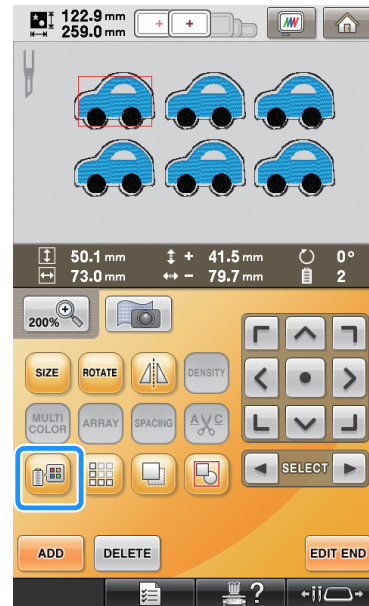 122.9 mm
259.0 mm
50.1 mm + 41.5 mm 0°
73.0 mm - 79.7 mm 2
200%
SIZE ROTATE DENSITY
MULTI COLOR ARRAY SPACING A C
SELECT
ADD DELETE EDIT END
?